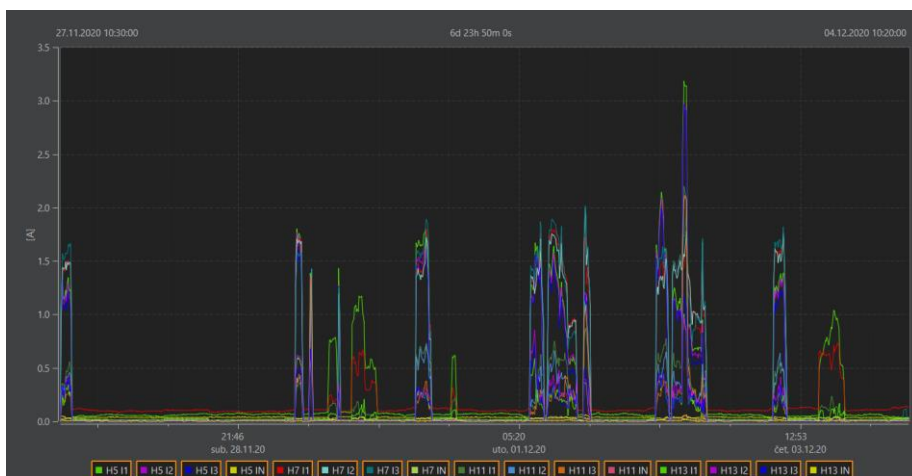 27.11.2020 10:30:00 6d 23h 50m 0s 04.12.2020 10:20:00
3.5
3.0
2.5
2.0
[A]
1.5
1.0
0.5
0.0
21:46 05:20 12:53
sub. 28.11.20 uto, 01.12.20 čet, 03.12.20
H5 I1 H5 I2 H5 I3 H5 IN H7 I1 H7 I2 H7 I3 H7 IN H11 I1 H11 I2 H11 I3 H11 IN H13 I1 H13 I2 H13 I3 H13 IN